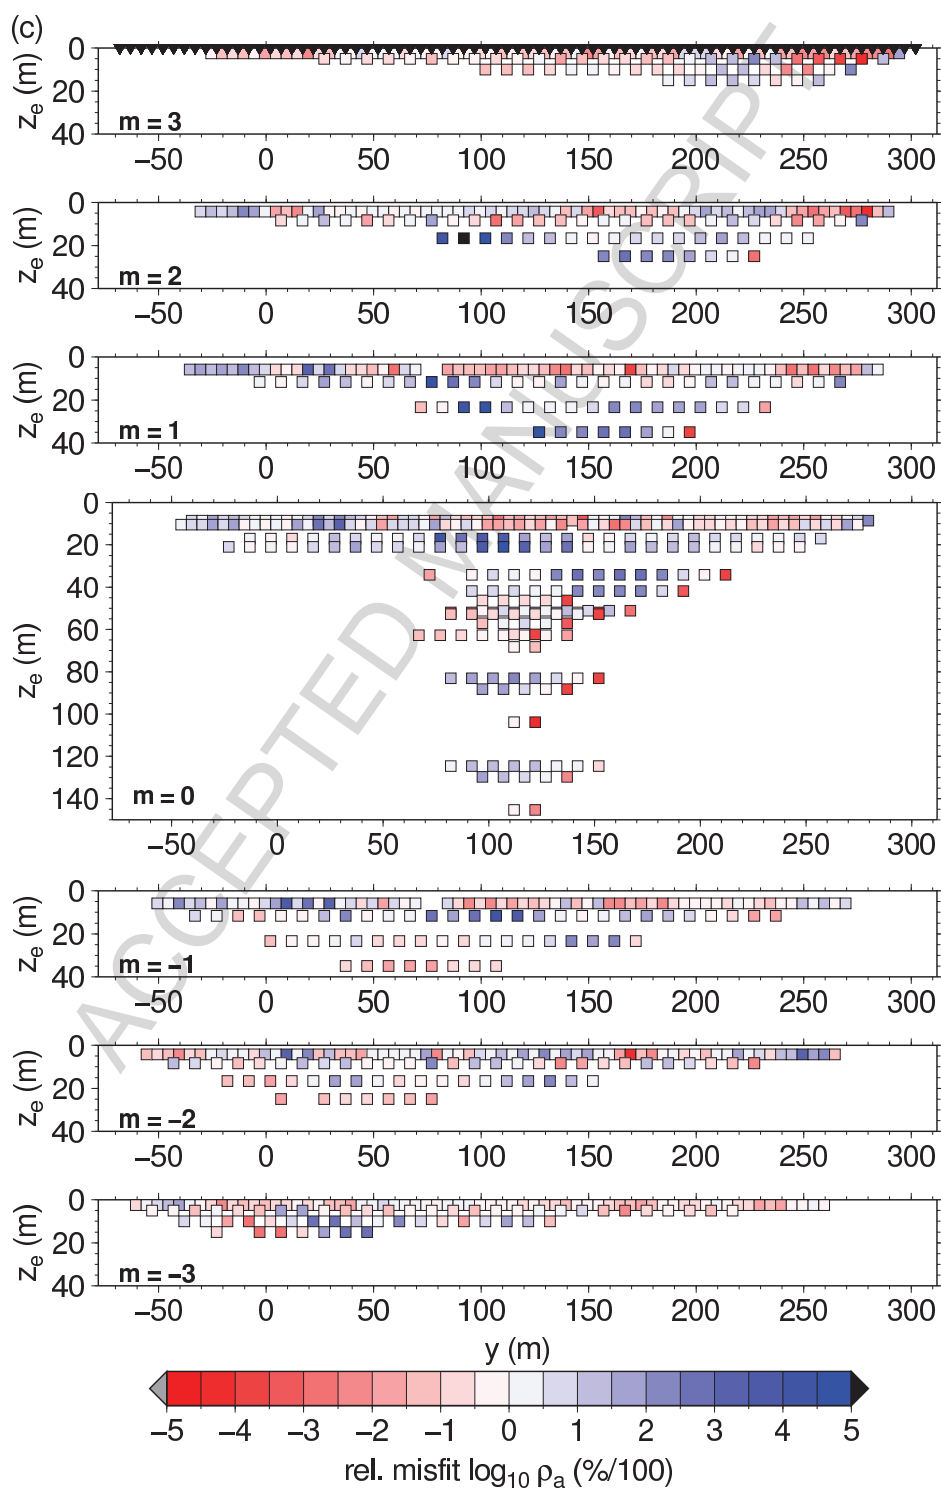 (c)
0
20
40
z_e (m)
m = 3
−50 0 50 100 150 200 250 300
0
20
40
z_e (m)
m = 2
−50 0 50 100 150 200 250 300
0
20
40
z_e (m)
m = 1
−50 0 50 100 150 200 250 300
0
20
40
60
80
100
120
140
z_e (m)
m = 0
−50 0 50 100 150 200 250 300
0
20
40
z_e (m)
m = −1
−50 0 50 100 150 200 250 300
0
20
40
z_e (m)
m = −2
−50 0 50 100 150 200 250 300
0
20
40
z_e (m)
m = −3
−50 0 50 100 150 200 250 300
y (m)
−5 −4 −3 −2 −1 0 1 2 3 4 5
rel. misfit log₁₀ ρₐ (%/100)
ACCEPTED MANUSCRIPT